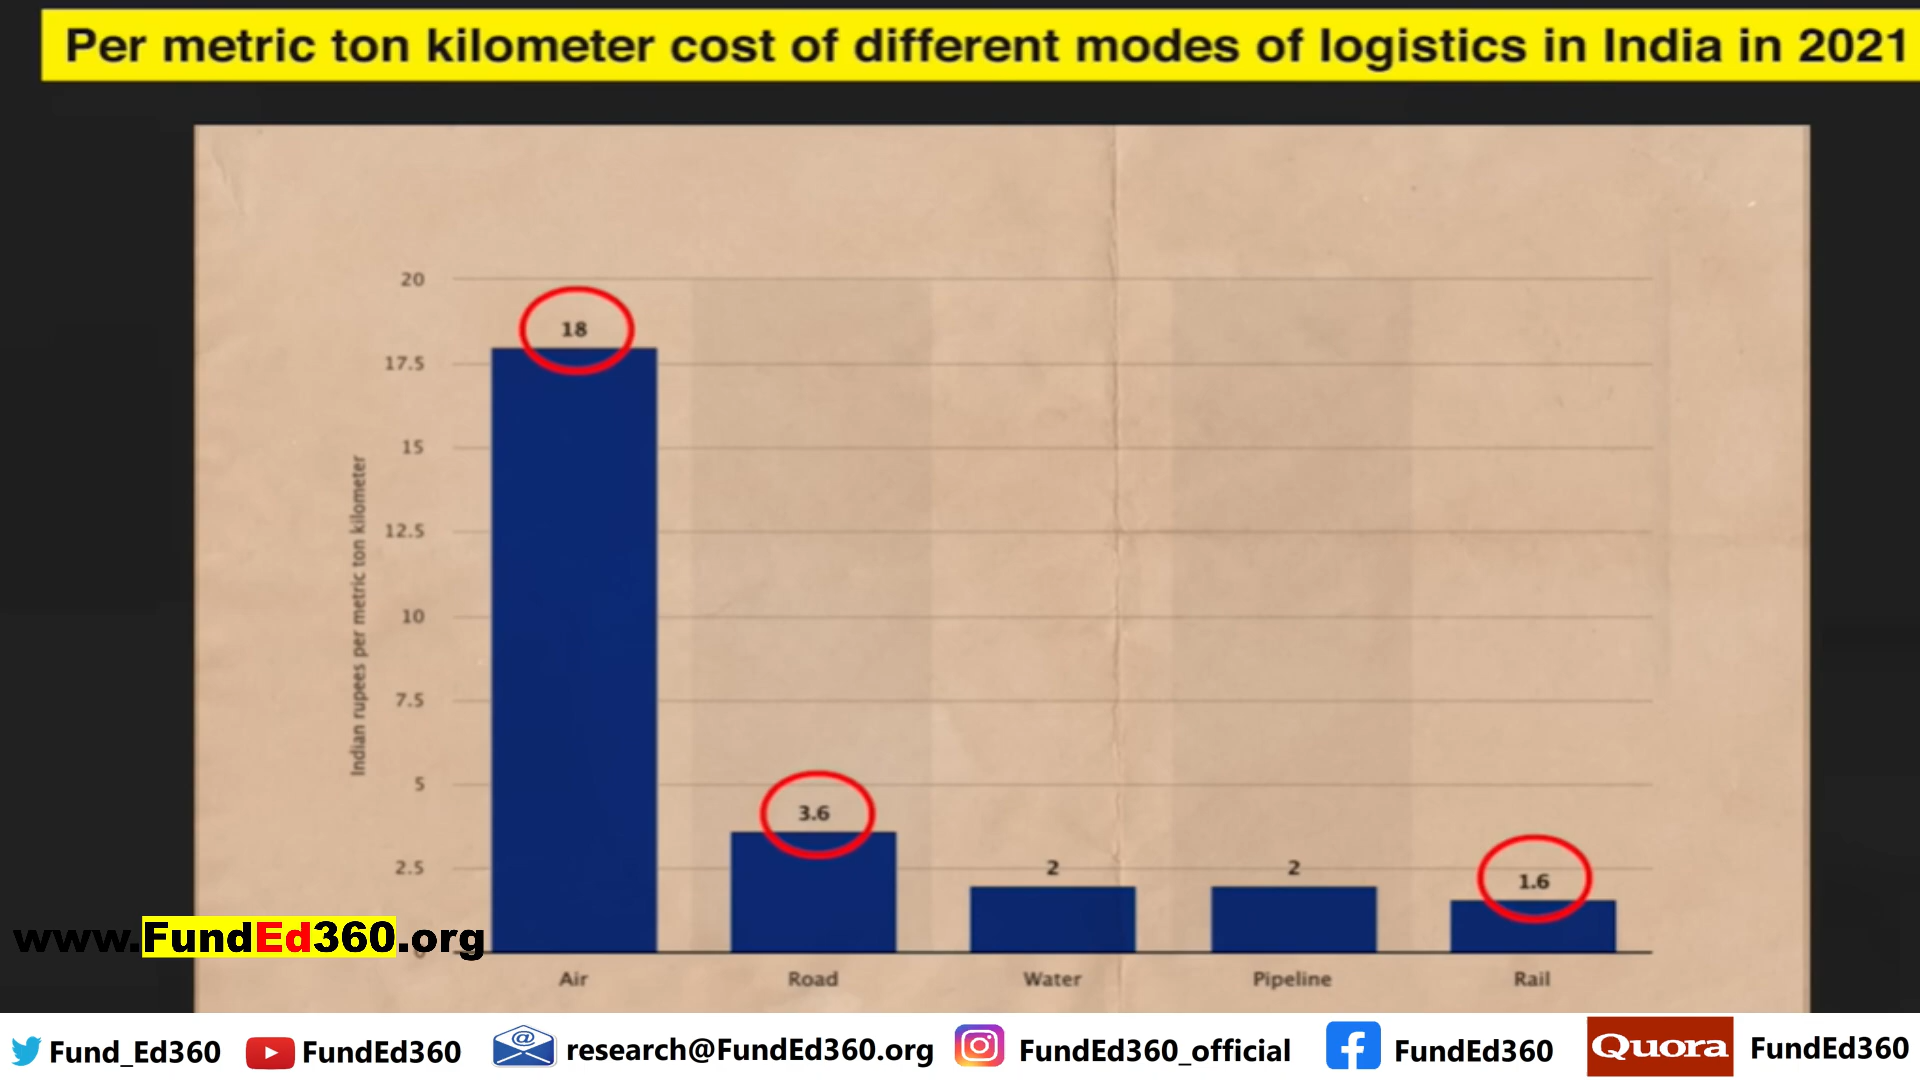 Per metric ton kilometer cost of different modes of logistics in India in 2021
Indian rupees per metric ton kilometer
20
17.5
15
12.5
10
7.5
5
2.5
0
18
3.6
2
2
1.6
Air
Road
Water
Pipeline
Rail
www.FundEd360.org
Fund_Ed360
FundEd360
research@FundEd360.org
FundEd360_official
FundEd360
Quora
FundEd360